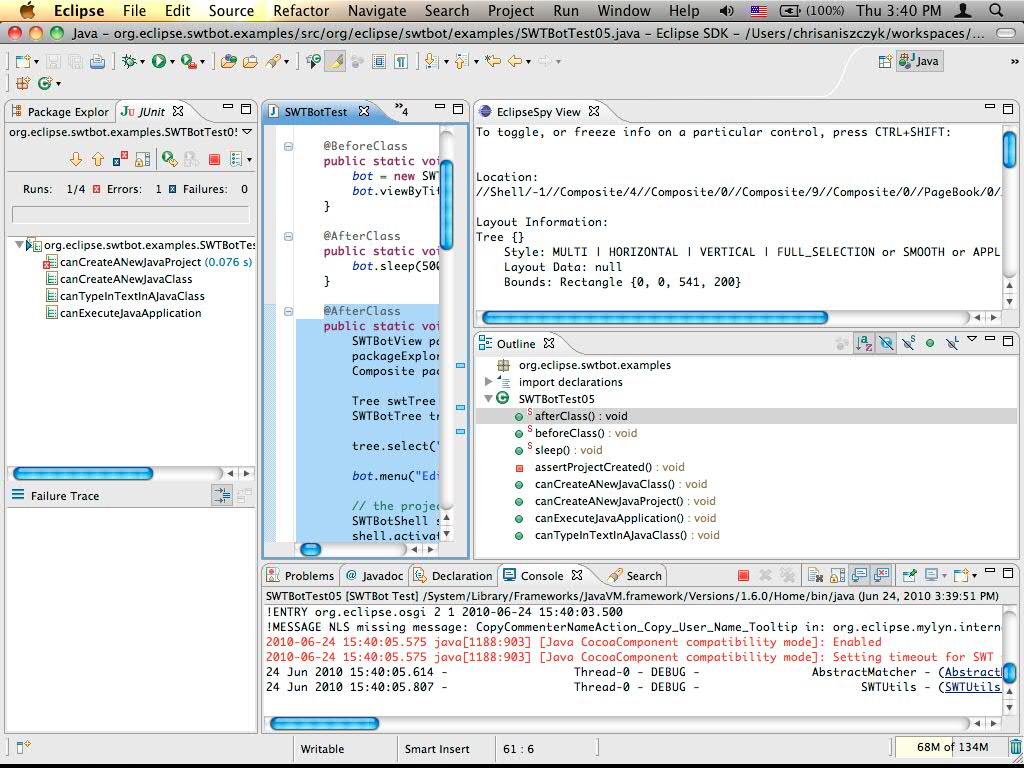 Eclipse File Edit Source Refactor Navigate Search Project Run Window Help (100%) Thu 3:40 PM
Java – org.eclipse.swtbot.examples/src/org/eclipse/swtbot/examples/SWTBotTest05.java – Eclipse SDK – /Users/chrisaniszczyk/workspaces/...
Java
»
Package Explor
JUnit
org.eclipse.swtbot.examples.SWTBotTest0!
Runs: 1/4 Errors: 1 Failures: 0
org.eclipse.swtbot.examples.SWTBotTes
canCreateANewJavaProject (0.076 s)
canCreateANewJavaClass
canTypeInTextInAJavaClass
canExecuteJavaApplication
Failure Trace
SWTBotTest
»4
@BeforeClass
public static voi
bot = new SWT
bot.viewByTit
}
@AfterClass
public static voi
bot.sleep(500
}
@AfterClass
public static voi
SWTBotView pa
packageExplor
Composite pac
Tree swtTree
SWTBotTree tr
tree.select("
bot.menu("Edi
// the projec
SWTBotShell s
shell.activat
EclipseSpy View
To toggle, or freeze info on a particular control, press CTRL+SHIFT:
Location:
//Shell/-1//Composite/4//Composite/0//Composite/9//Composite/0//PageBook/0/
Layout Information:
Tree {}
Style: MULTI | HORIZONTAL | VERTICAL | FULL_SELECTION or SMOOTH or APPL
Layout Data: null
Bounds: Rectangle {0, 0, 541, 200}
Outline
org.eclipse.swtbot.examples
import declarations
SWTBotTest05
afterClass() : void
beforeClass() : void
sleep() : void
assertProjectCreated() : void
canCreateANewJavaClass() : void
canCreateANewJavaProject() : void
canExecuteJavaApplication() : void
canTypeInTextInAJavaClass() : void
Problems @ Javadoc Declaration Console Search
SWTBotTest05 [SWTBot Test] /System/Library/Frameworks/JavaVM.framework/Versions/1.6.0/Home/bin/java (Jun 24, 2010 3:39:51 PM)
!ENTRY org.eclipse.osgi 2 1 2010-06-24 15:40:03.500
!MESSAGE NLS missing message: CopyCommenterNameAction_Copy_User_Name_Tooltip in: org.eclipse.mylyn.intern
2010-06-24 15:40:05.575 java[1188:903] [Java CocoaComponent compatibility mode]: Enabled
2010-06-24 15:40:05.575 java[1188:903] [Java CocoaComponent compatibility mode]: Setting timeout for SWT
24 Jun 2010 15:40:05.614 - Thread-0 - DEBUG - AbstractMatcher - (Abstract
24 Jun 2010 15:40:05.807 - Thread-0 - DEBUG - SWTUtils - (SWTUtils
Writable
Smart Insert
61 : 6
68M of 134M